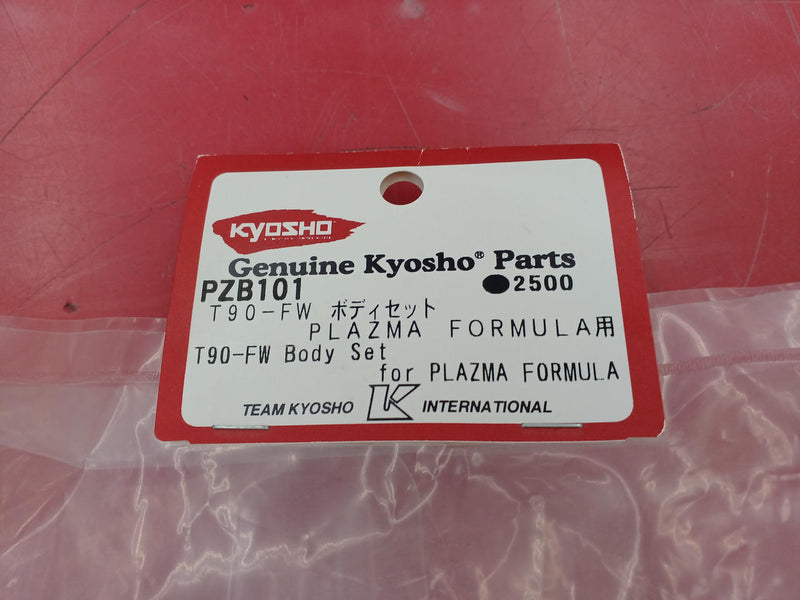 KYOSHO
Genuine Kyosho® Parts
PZB101 ●2500
T90-FW ボディセット
PLAZMA FORMULA用
T90-FW Body Set
for PLAZMA FORMULA
TEAM KYOSHO K INTERNATIONAL